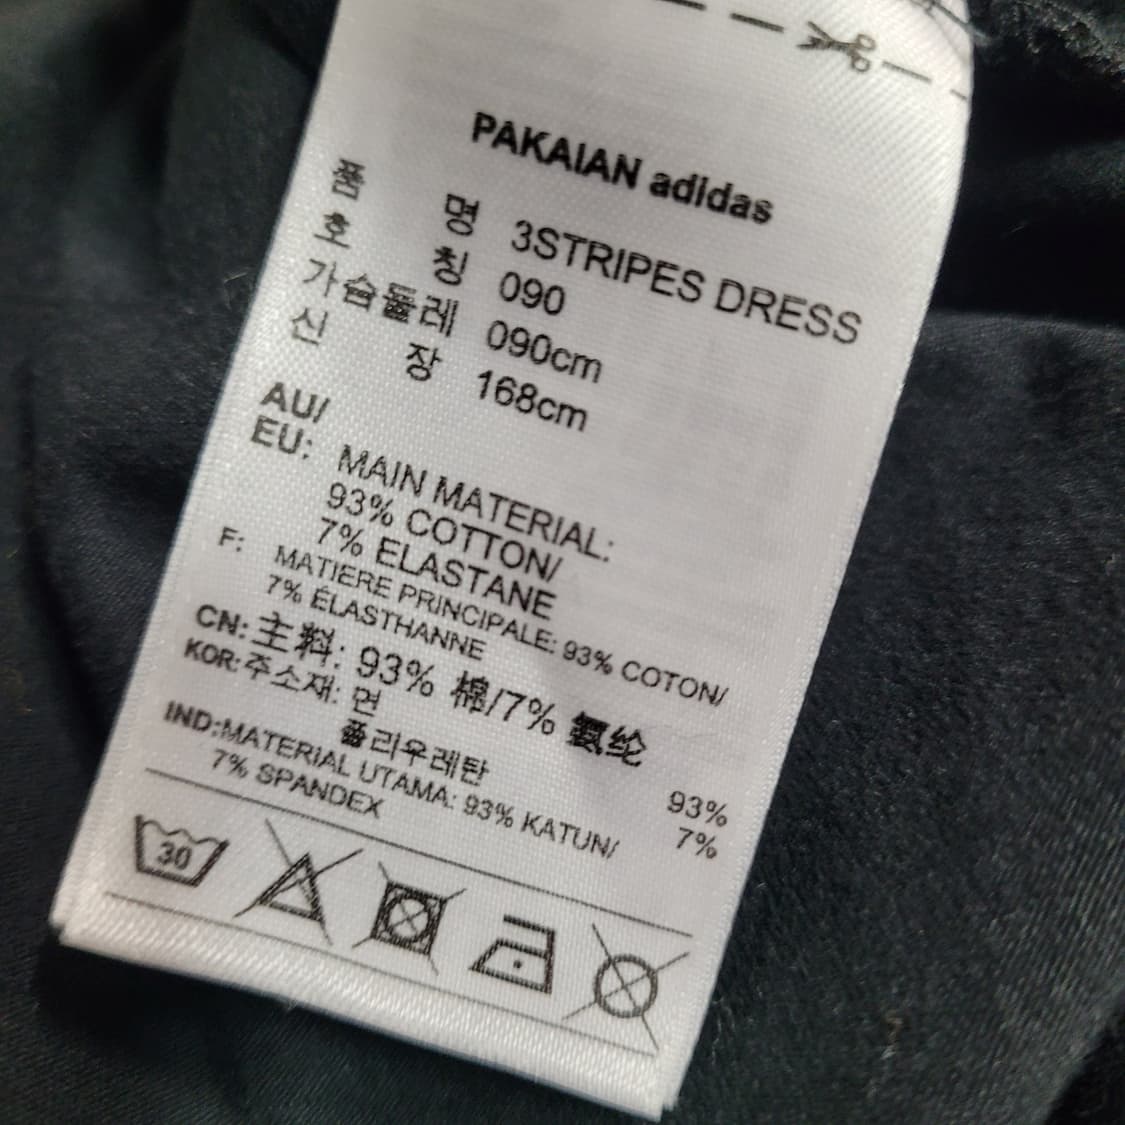 PAKAIAN adidas
품 명 3STRIPES DRESS
호 칭 090
가슴둘레 090cm
신 장 168cm
AU/
EU: MAIN MATERIAL:
93% COTTON/
7% ELASTANE
F: MATIERE PRINCIPALE: 93% COTON/
7% ÉLASTHANNE
CN: 主料: 93% 棉/7% 氨纶
KOR: 주소재: 면 93%
폴리우레탄 7%
IND:MATERIAL UTAMA: 93% KATUN/
7% SPANDEX
30